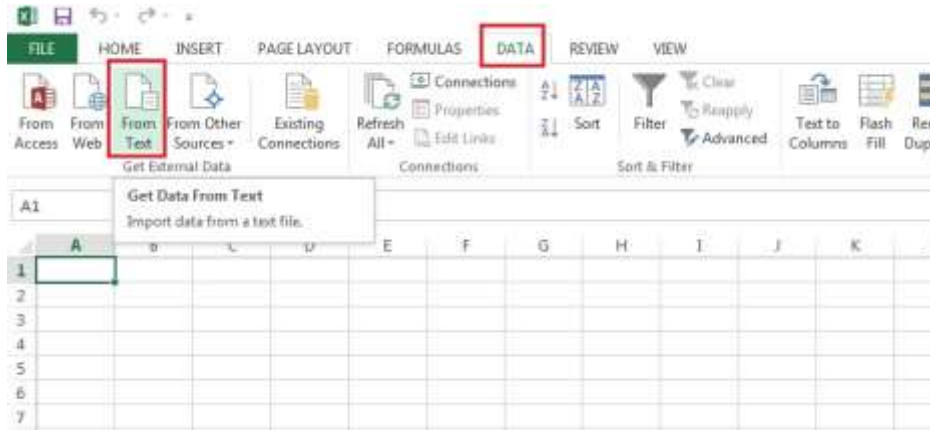 FILE HOME INSERT PAGE LAYOUT FORMULAS DATA REVIEW VIEW
From Access
From Web
From Text
From Other Sources
Existing Connections
Get External Data
Refresh All
Connections
Properties
Edit Links
Connections
Sort
Filter
Clear
Reapply
Advanced
Sort & Filter
Text to Columns
Flash Fill
A1
Get Data From Text
Import data from a text file.
A B C D E F G H I J K
1
2
3
4
5
6
7